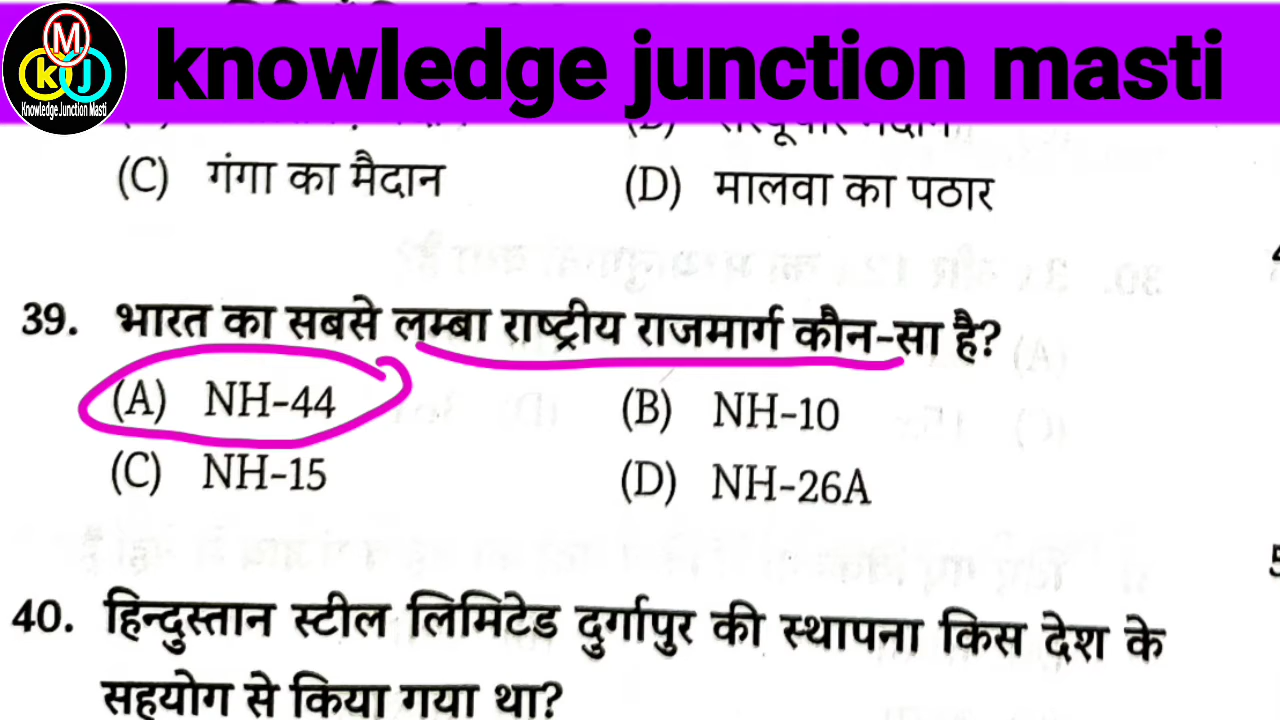 M
KJ
Knowledge Junction Masti
knowledge junction masti
(C) गंगा का मैदान (D) मालवा का पठार
39. भारत का सबसे लम्बा राष्ट्रीय राजमार्ग कौन-सा है?
(A) NH-44 (B) NH-10
(C) NH-15 (D) NH-26A
40. हिन्दुस्तान स्टील लिमिटेड दुर्गापुर की स्थापना किस देश के
सहयोग से किया गया था?